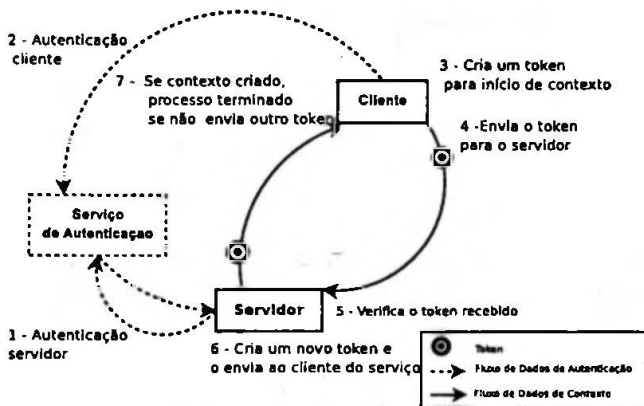 2 - Autenticação
cliente
7 - Se contexto criado,
processo terminado
se não envia outro token
Cliente
3 - Cria um token
para início de contexto
4 -Envia o token
para o servidor
Serviço
de Autenticaçao
1 - Autenticação
servidor
Servidor
5 - Verifica o token recebido
6 - Cria um novo token e
o envia ao cliente do serviço
Token
Fluxo de Dados de Autenticação
Fluxo de Dados de Contexto